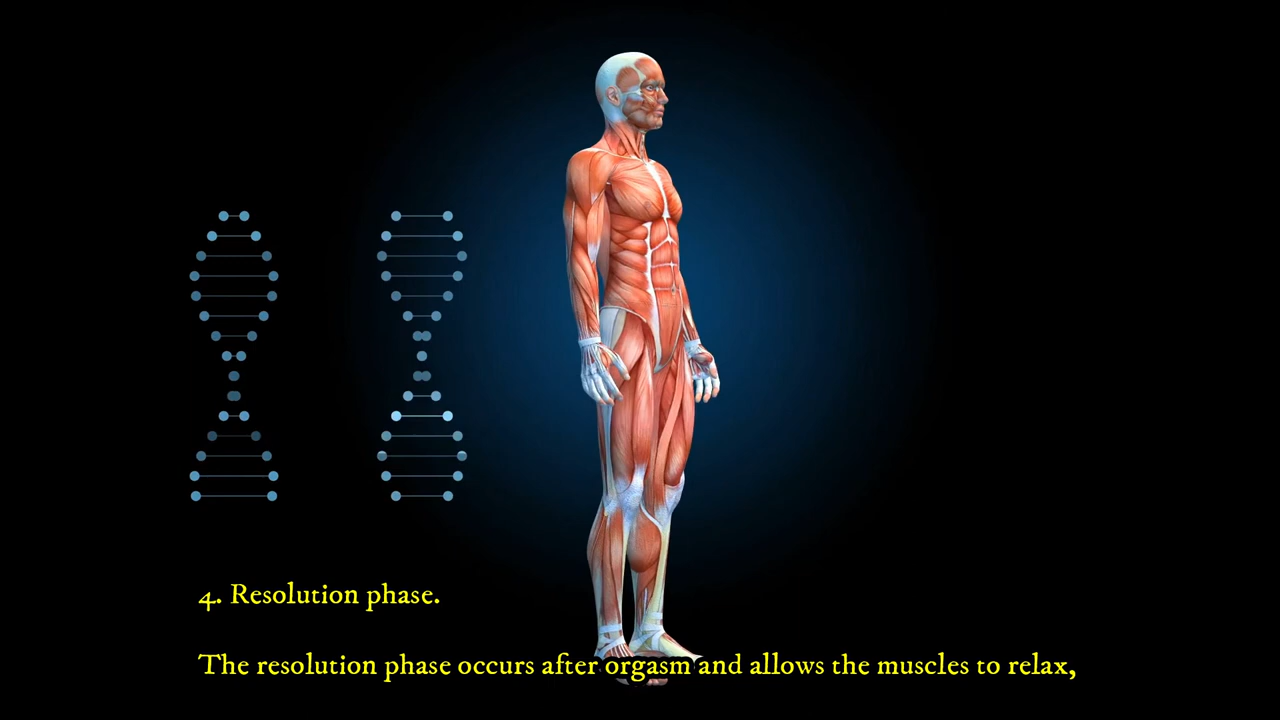 4. Resolution phase.
The resolution phase occurs after orgasm and allows the muscles to relax,